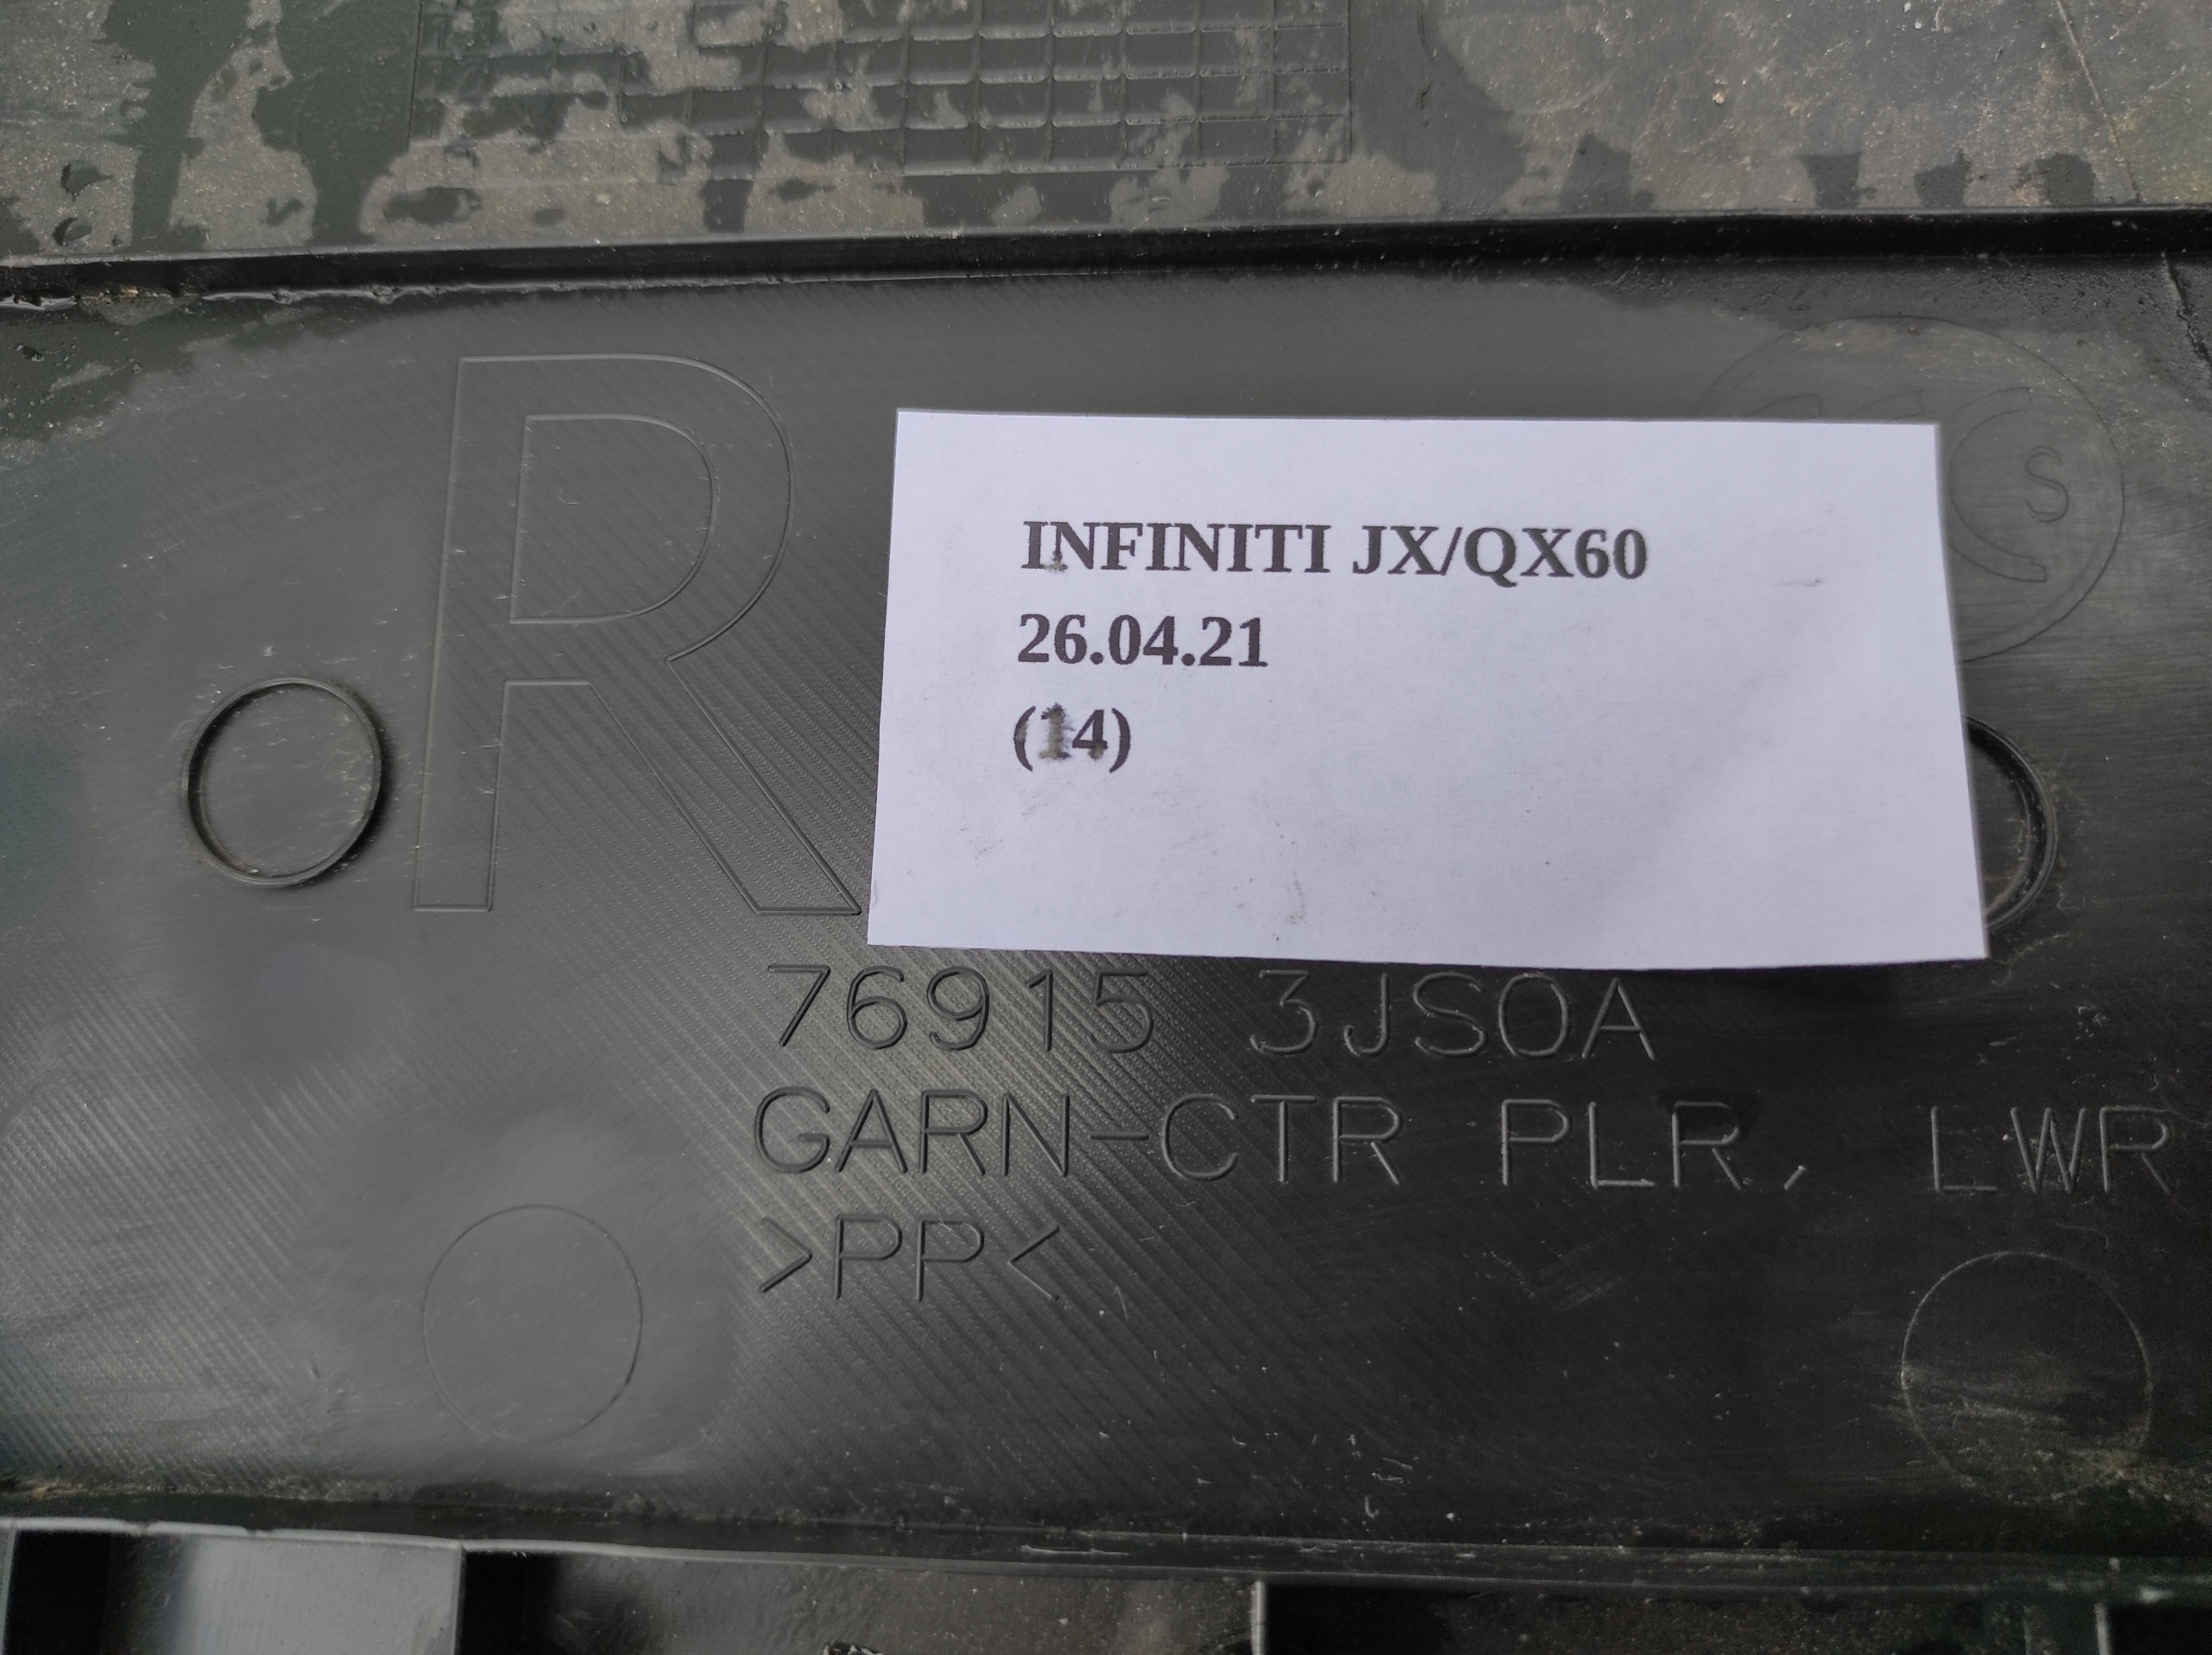 R
S
INFINITI JX/QX60
26.04.21
(14)
76915 3JS0A
GARN-CTR PLR, LWR
>PP<